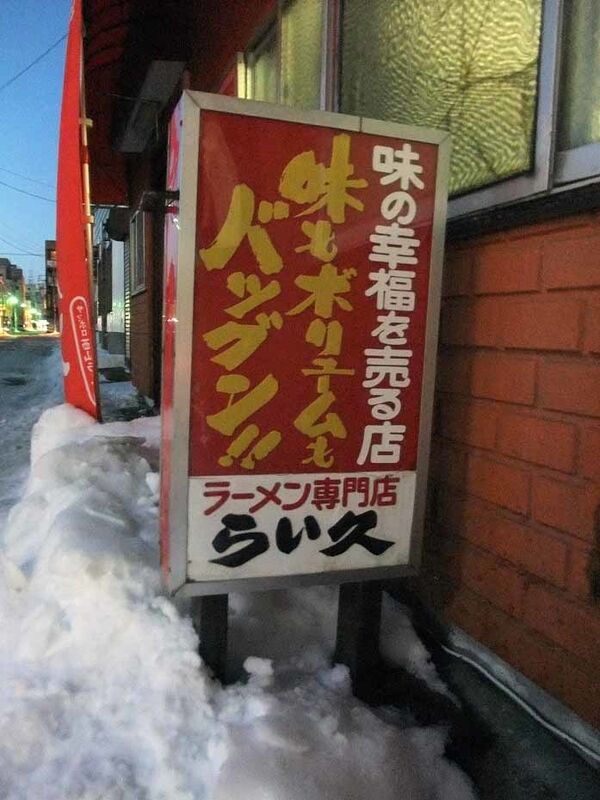 味の幸福を売る店
味もボリュームも
バツグン!!
ラーメン専門店
らい久